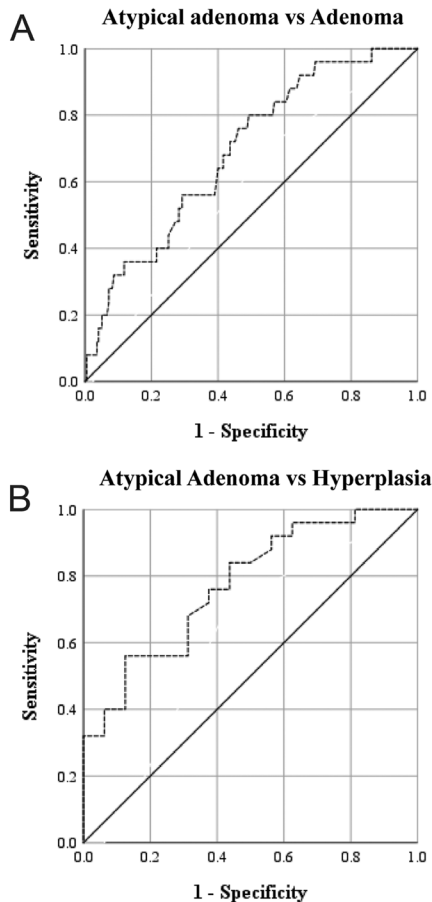 A
Atypical adenoma vs Adenoma
1.0
0.8
0.6
0.4
0.2
0.0
Sensitivity
0.0 0.2 0.4 0.6 0.8 1.0
1 - Specificity
B
Atypical Adenoma vs Hyperplasia
1.0
0.8
0.6
0.4
0.2
0.0
Sensitivity
0.0 0.2 0.4 0.6 0.8 1.0
1 - Specificity